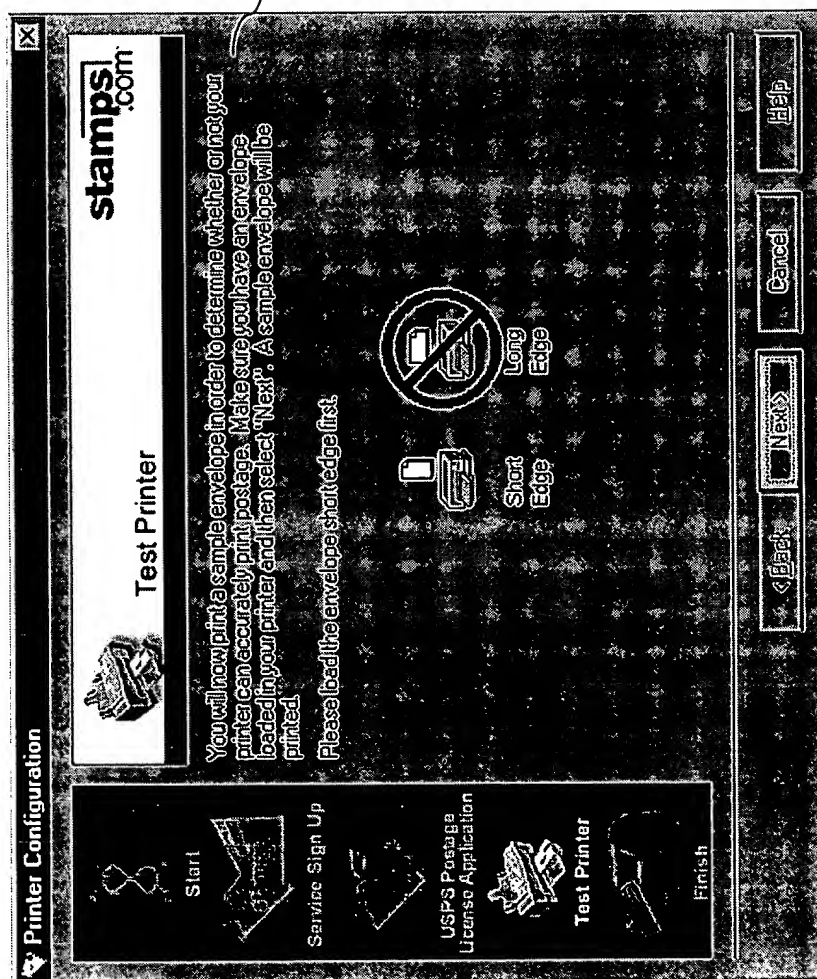 Printer Configuration
Test Printer
stamps.com
Start
Service Sign Up
USPS Postage
License Application
Test Printer
Finish
You will now print a sample envelope in order to determine whether or not your
printer can accurately print postage. Make sure you have an envelope
loaded in your printer and then select "Next". A sample envelope will be
printed.
Please load the envelope short edge first.
Short
Edge
Long
Edge
< Back
Next >
Cancel
Help